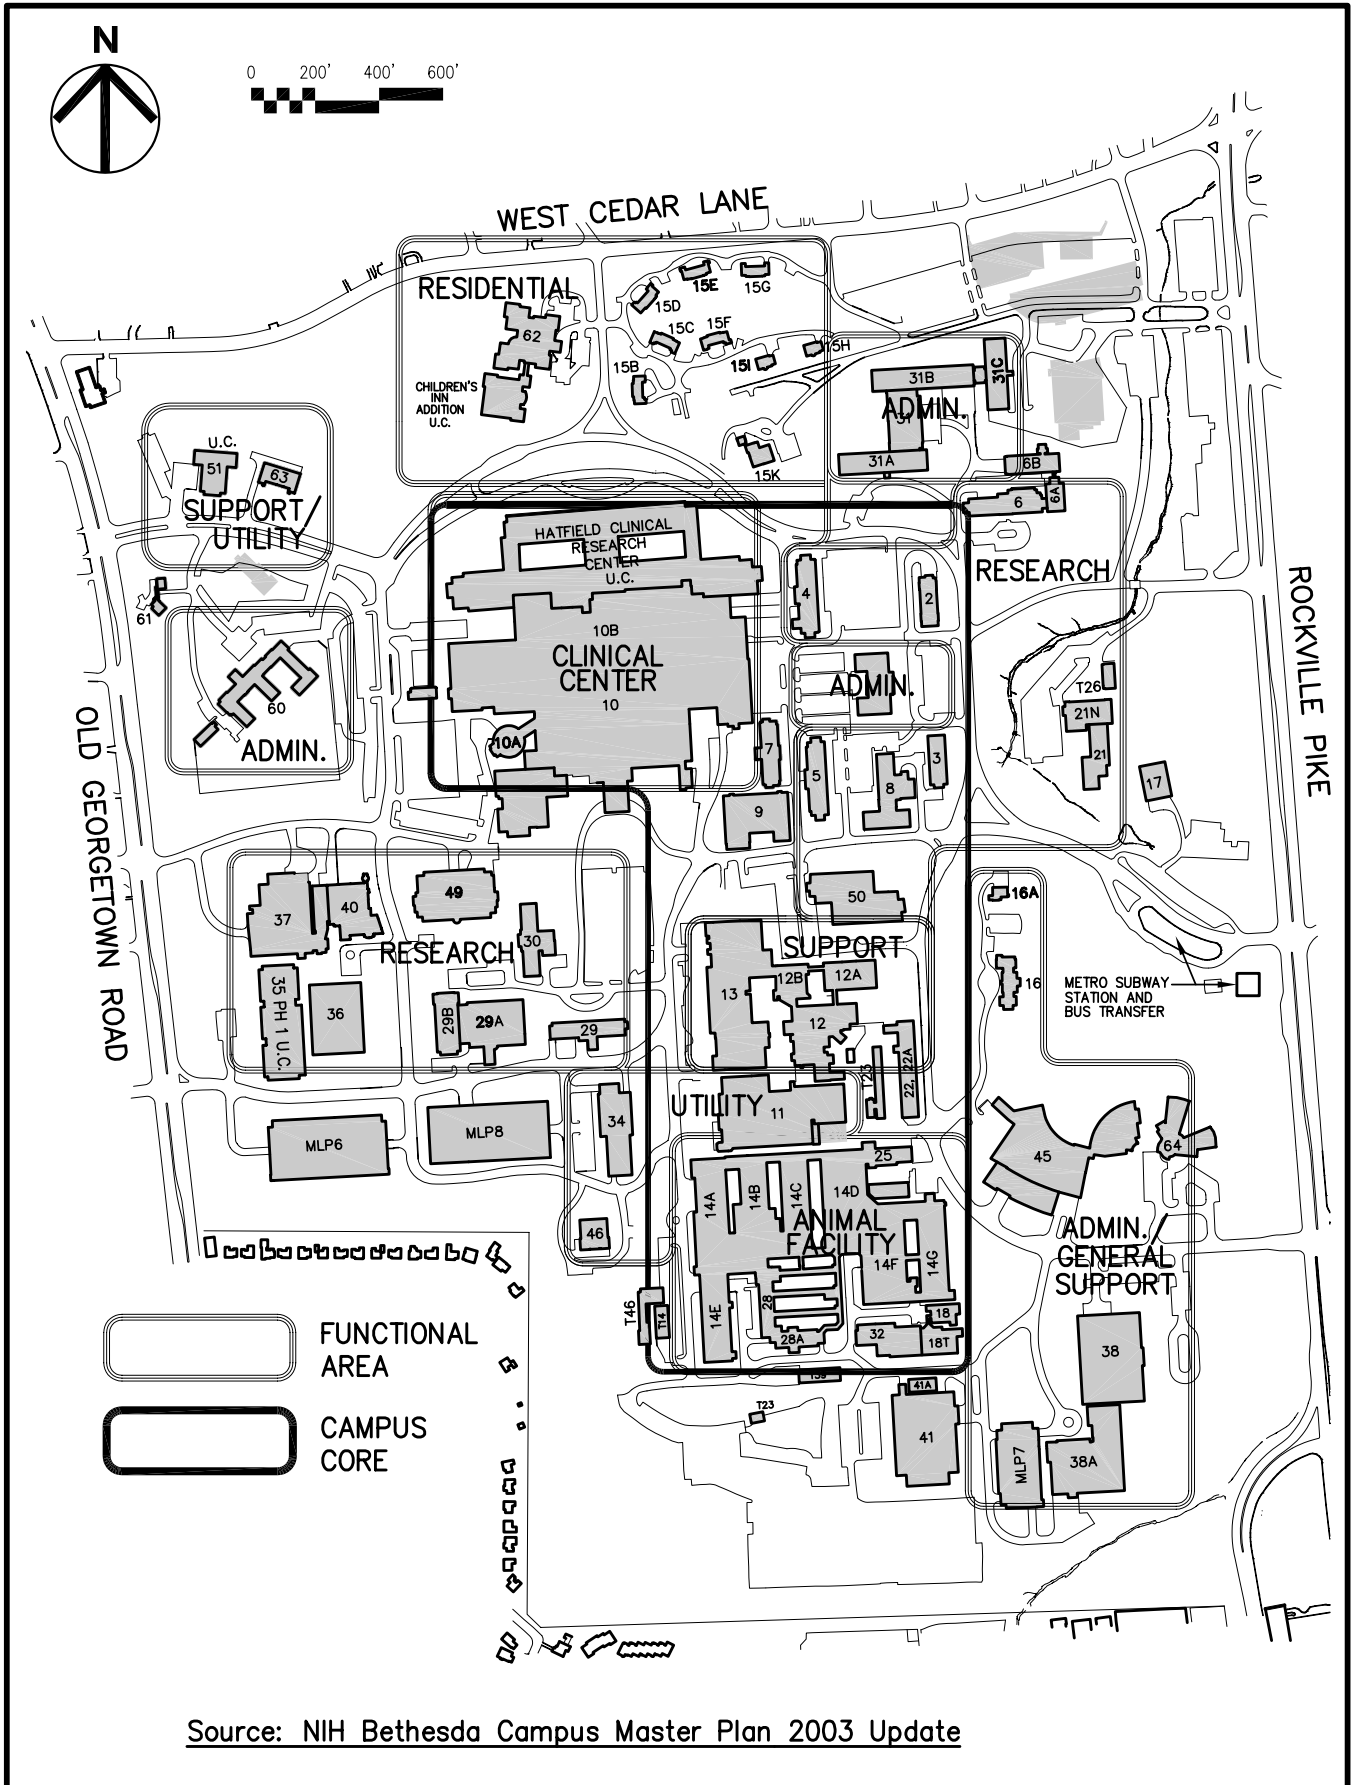 N
0 200' 400' 600'
WEST CEDAR LANE
RESIDENTIAL
15E
15G
15D
62
15C
15F
15H
15I
15B
31B
31C
CHILDREN'S
INN
ADDITION
U.C.
ADMIN.
31
U.C.
51
63
31A
6B
15K
6A
6
SUPPORT/
UTILITY
HATFIELD CLINICAL
RESEARCH
CENTER
U.C.
RESEARCH
4
2
61
10B
CLINICAL
CENTER
10
ADMIN.
T26
60
21N
ADMIN.
10A
7
5
3
21
8
17
9
OLD GEORGETOWN ROAD
ROCKVILLE PIKE
49
50
16A
37
40
30
RESEARCH
SUPPORT
12B
12A
16
METRO SUBWAY
STATION AND
BUS TRANSFER
13
35 PH 1 U.C.
36
29B
29A
29
12
T23
22, 22A
UTILITY
11
34
MLP6
MLP8
45
64
25
14A
14B
14C
14D
ANIMAL
FACILITY
46
14F
14G
ADMIN./
GENERAL
SUPPORT
28
T46
T14
14E
28A
32
18
18T
38
FUNCTIONAL
AREA
41A
T23
41
CAMPUS
CORE
MLP7
38A
Source: NIH Bethesda Campus Master Plan 2003 Update